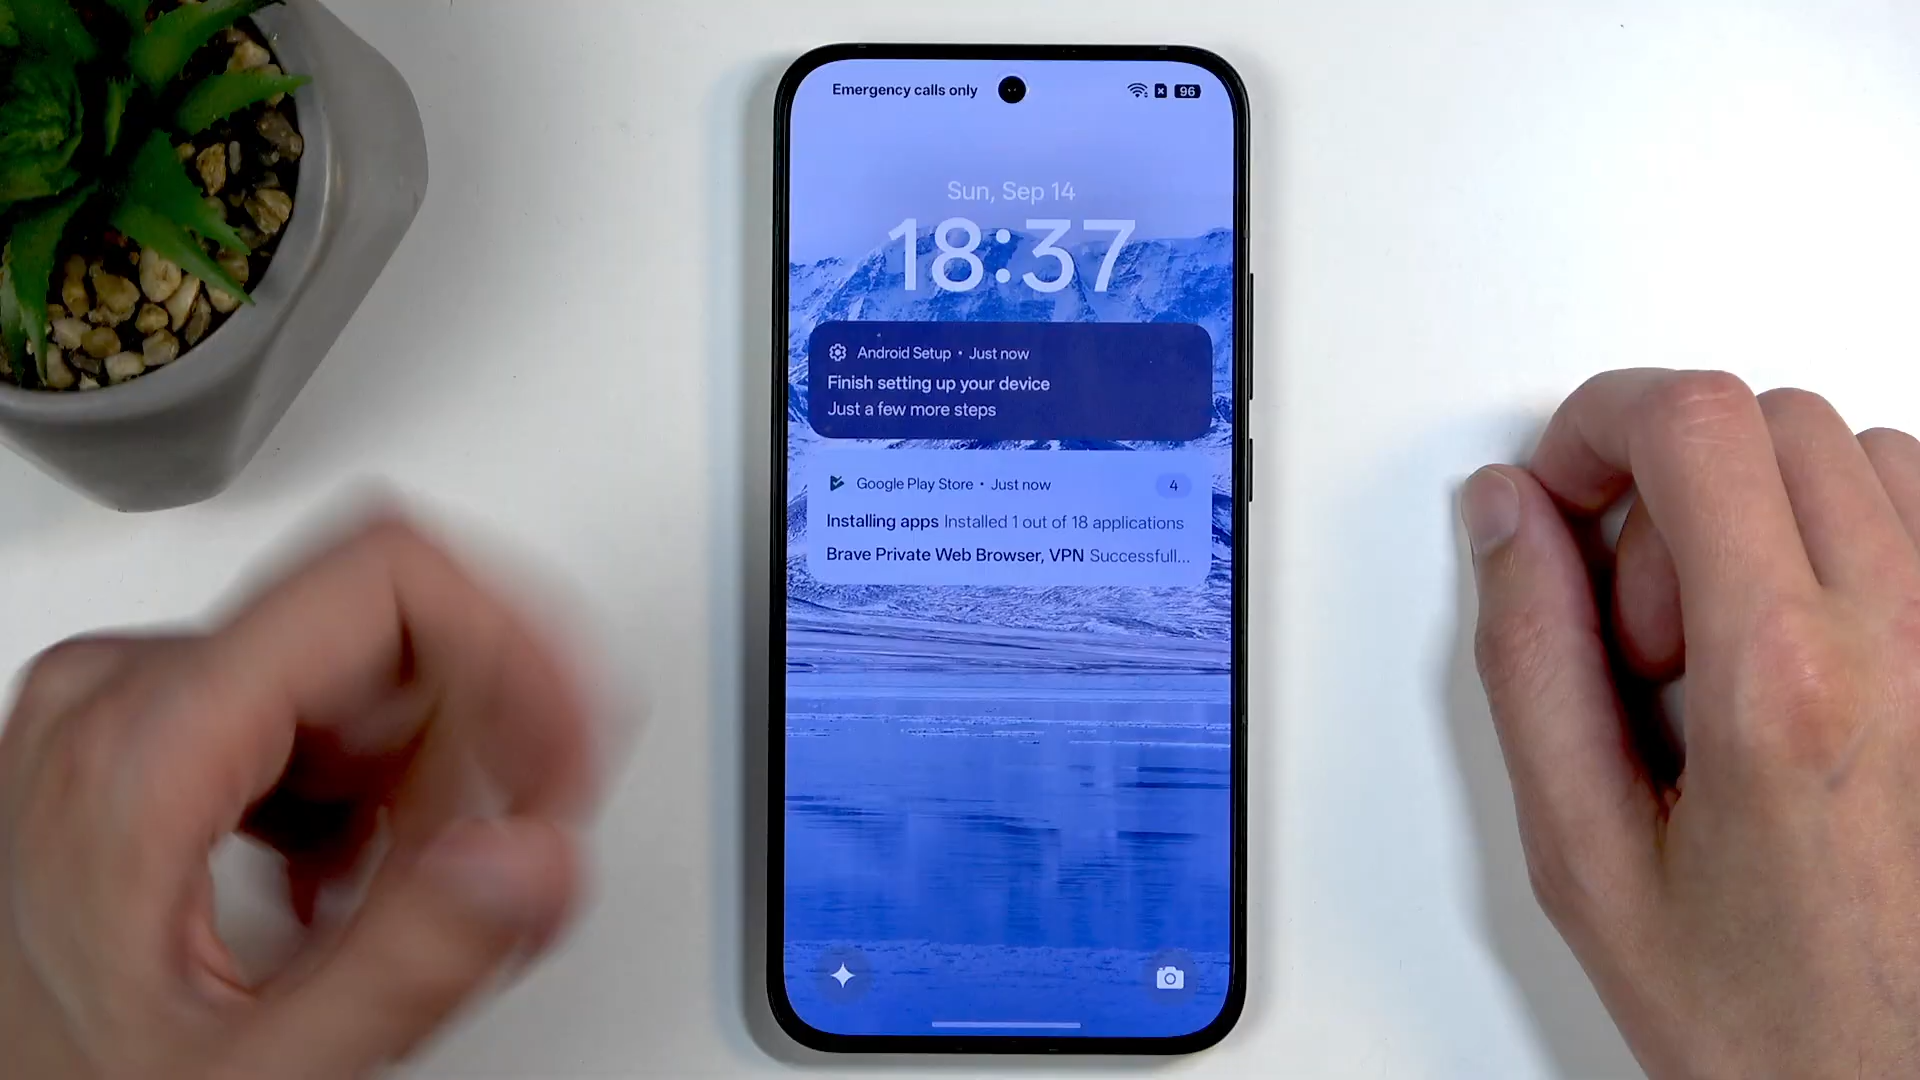 Emergency calls only
96
Sun, Sep 14
18:37
Android Setup • Just now
Finish setting up your device
Just a few more steps
Google Play Store • Just now
4
Installing apps Installed 1 out of 18 applications
Brave Private Web Browser, VPN Successfull...